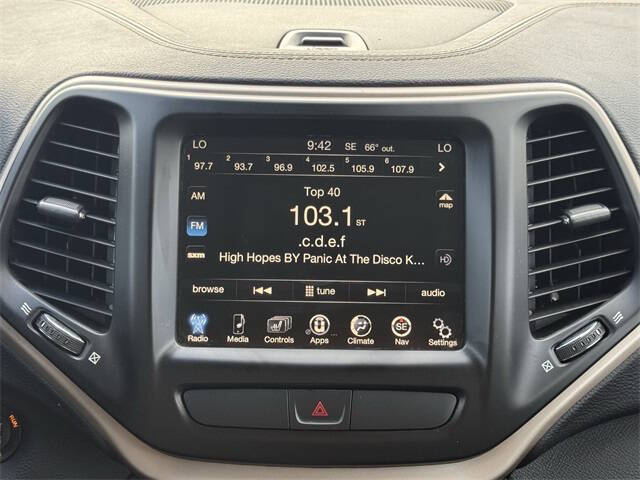 LO 9:42 SE 66° out. LO
1 97.7 2 93.7 3 96.9 4 102.5 5 105.9 6 107.9
Top 40
AM
map
103.1 ST
FM
.c.d.e.f
sxm High Hopes BY Panic At The Disco K... HD
browse tune audio
SE
Radio Media Controls Apps Climate Nav Settings
RUN